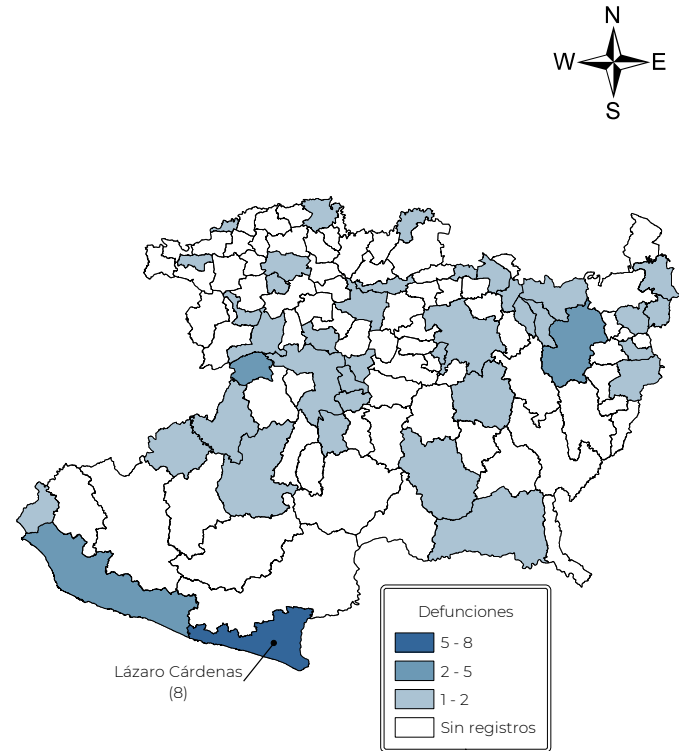 N
W E
S
Defunciones
5 - 8
2 - 5
1 - 2
Sin registros
Lázaro Cárdenas
(8)